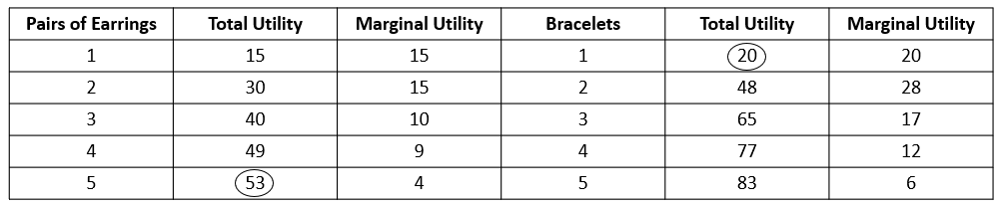 Pairs of Earrings Total Utility Marginal Utility Bracelets Total Utility Marginal Utility
1 15 15 1 20 20
2 30 15 2 48 28
3 40 10 3 65 17
4 49 9 4 77 12
5 53 4 5 83 6